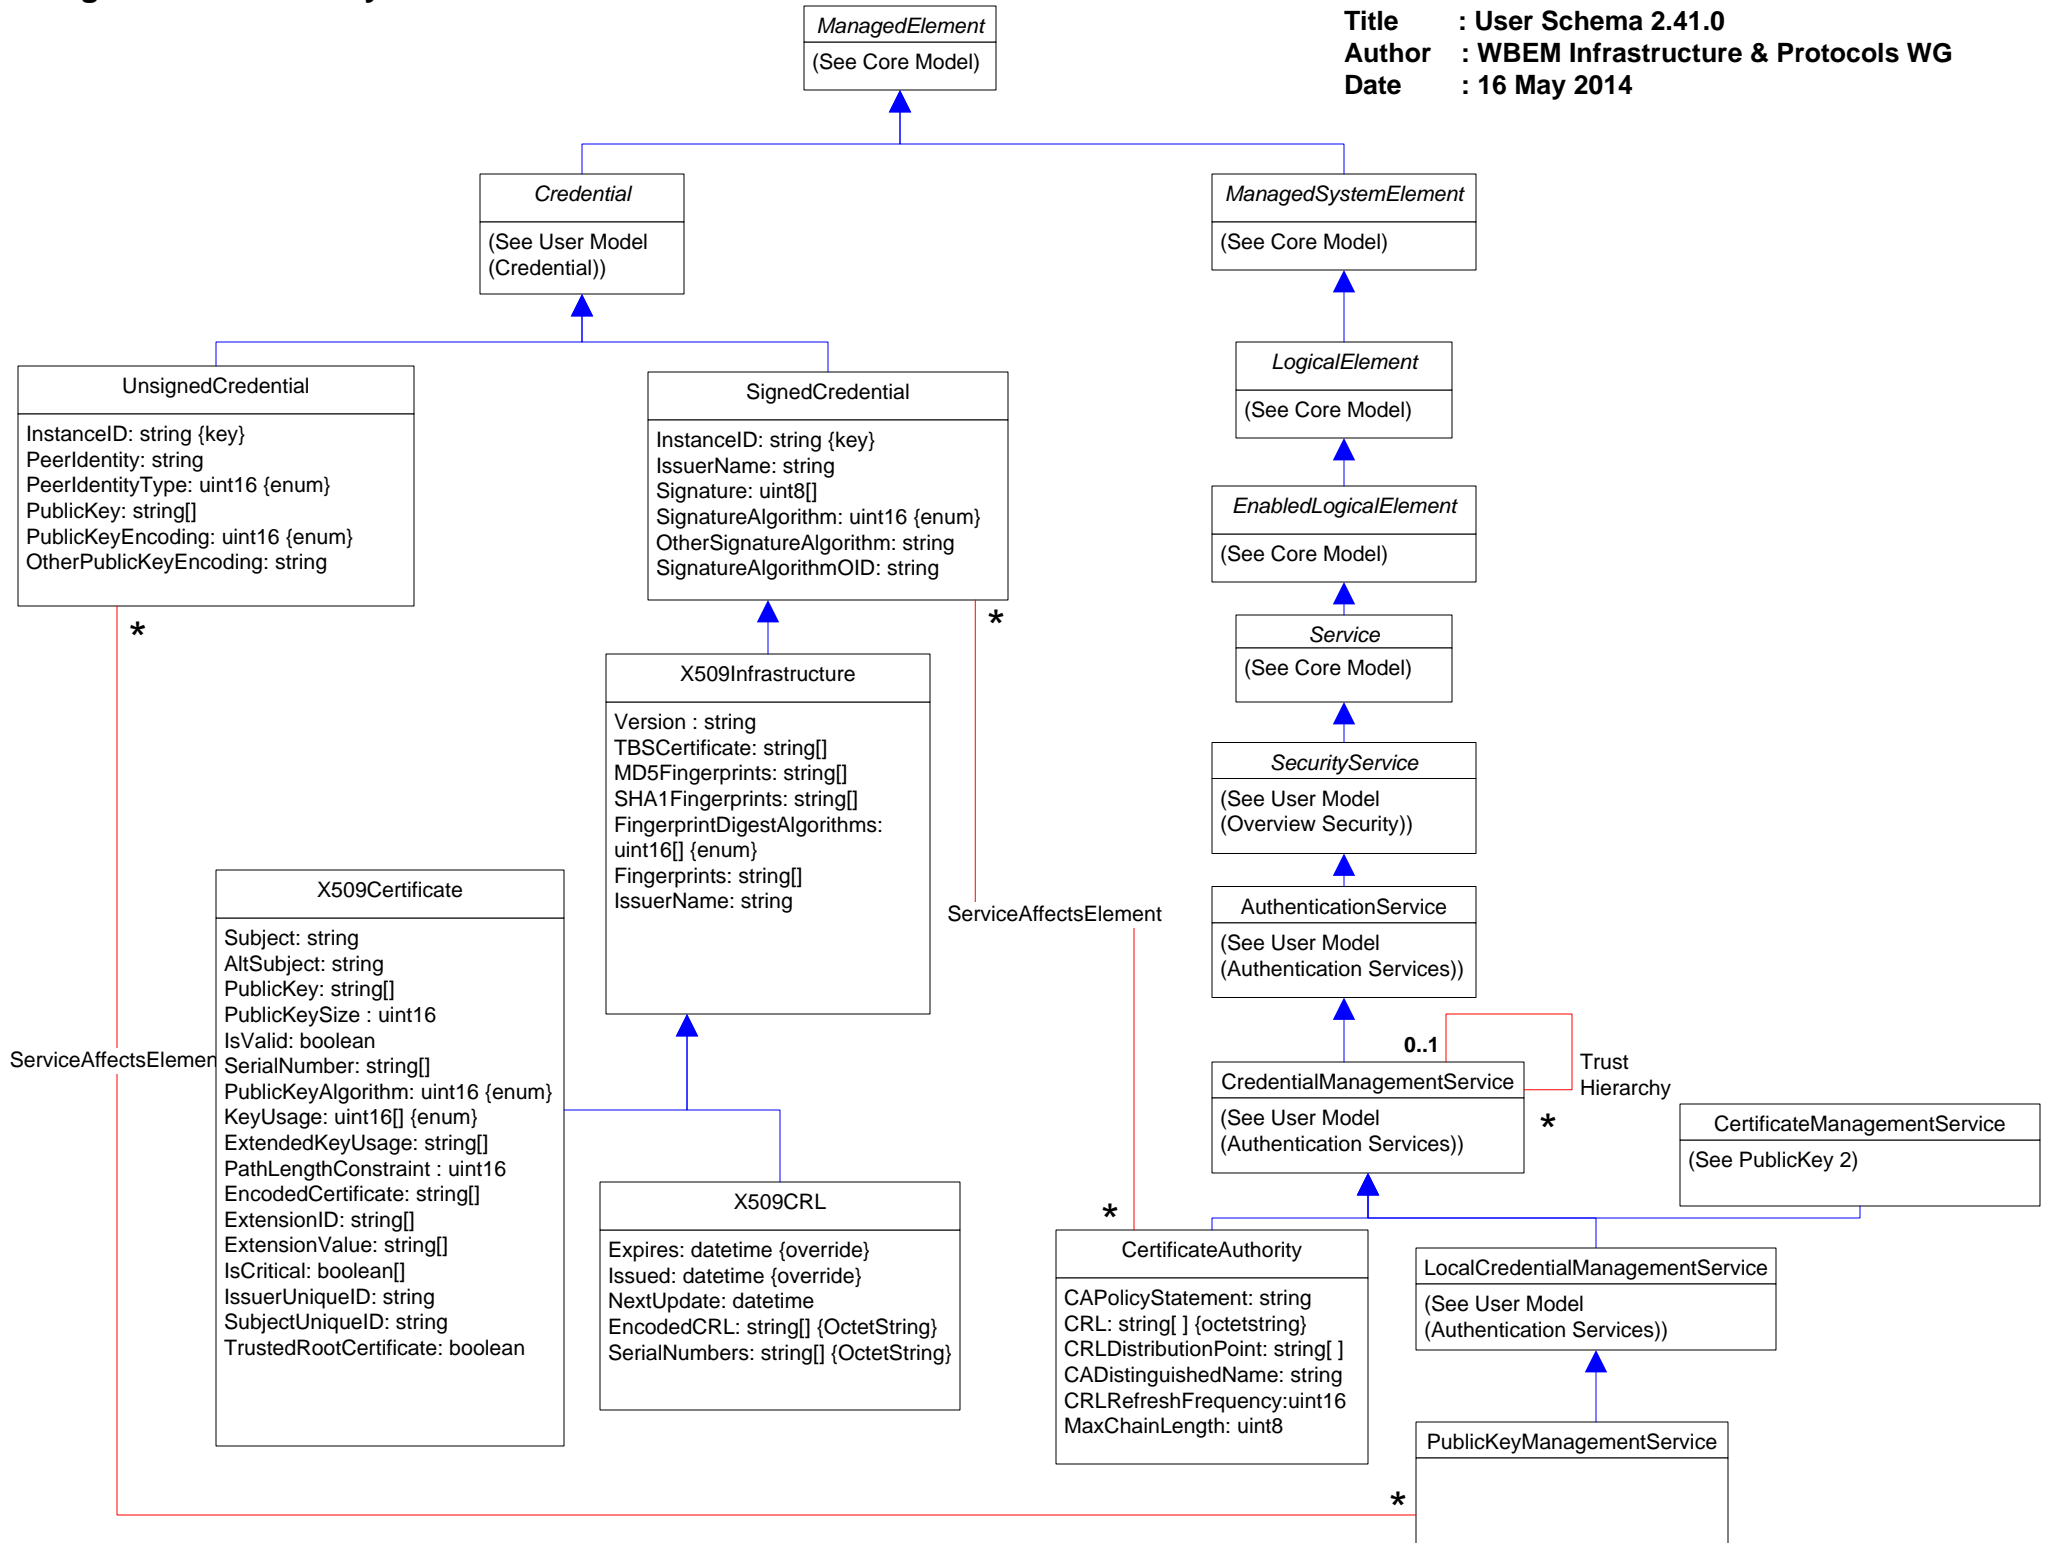 Title : User Schema 2.41.0
Author : WBEM Infrastructure & Protocols WG
Date : 16 May 2014
ManagedElement
(See Core Model)
Credential
(See User Model
(Credential))
ManagedSystemElement
(See Core Model)
LogicalElement
(See Core Model)
EnabledLogicalElement
(See Core Model)
Service
(See Core Model)
SecurityService
(See User Model
(Overview Security))
AuthenticationService
(See User Model
(Authentication Services))
UnsignedCredential
InstanceID: string {key}
PeerIdentity: string
PeerIdentityType: uint16 {enum}
PublicKey: string[]
PublicKeyEncoding: uint16 {enum}
OtherPublicKeyEncoding: string
*
SignedCredential
InstanceID: string {key}
IssuerName: string
Signature: uint8[]
SignatureAlgorithm: uint16 {enum}
OtherSignatureAlgorithm: string
SignatureAlgorithmOID: string
*
X509Infrastructure
Version : string
TBSCertificate: string[]
MD5Fingerprints: string[]
SHA1Fingerprints: string[]
FingerprintDigestAlgorithms:
uint16[] {enum}
Fingerprints: string[]
IssuerName: string
ServiceAffectsElement
ServiceAffectsElemen
X509Certificate
Subject: string
AltSubject: string
PublicKey: string[]
PublicKeySize : uint16
IsValid: boolean
SerialNumber: string[]
PublicKeyAlgorithm: uint16 {enum}
KeyUsage: uint16[] {enum}
ExtendedKeyUsage: string[]
PathLengthConstraint : uint16
EncodedCertificate: string[]
ExtensionID: string[]
ExtensionValue: string[]
IsCritical: boolean[]
IssuerUniqueID: string
SubjectUniqueID: string
TrustedRootCertificate: boolean
X509CRL
Expires: datetime {override}
Issued: datetime {override}
NextUpdate: datetime
EncodedCRL: string[] {OctetString}
SerialNumbers: string[] {OctetString}
0..1
Trust
Hierarchy
CredentialManagementService
(See User Model
(Authentication Services))
*
CertificateManagementService
(See PublicKey 2)
*
CertificateAuthority
CAPolicyStatement: string
CRL: string[ ] {octetstring}
CRLDistributionPoint: string[ ]
CADistinguishedName: string
CRLRefreshFrequency:uint16
MaxChainLength: uint8
LocalCredentialManagementService
(See User Model
(Authentication Services))
PublicKeyManagementService
*